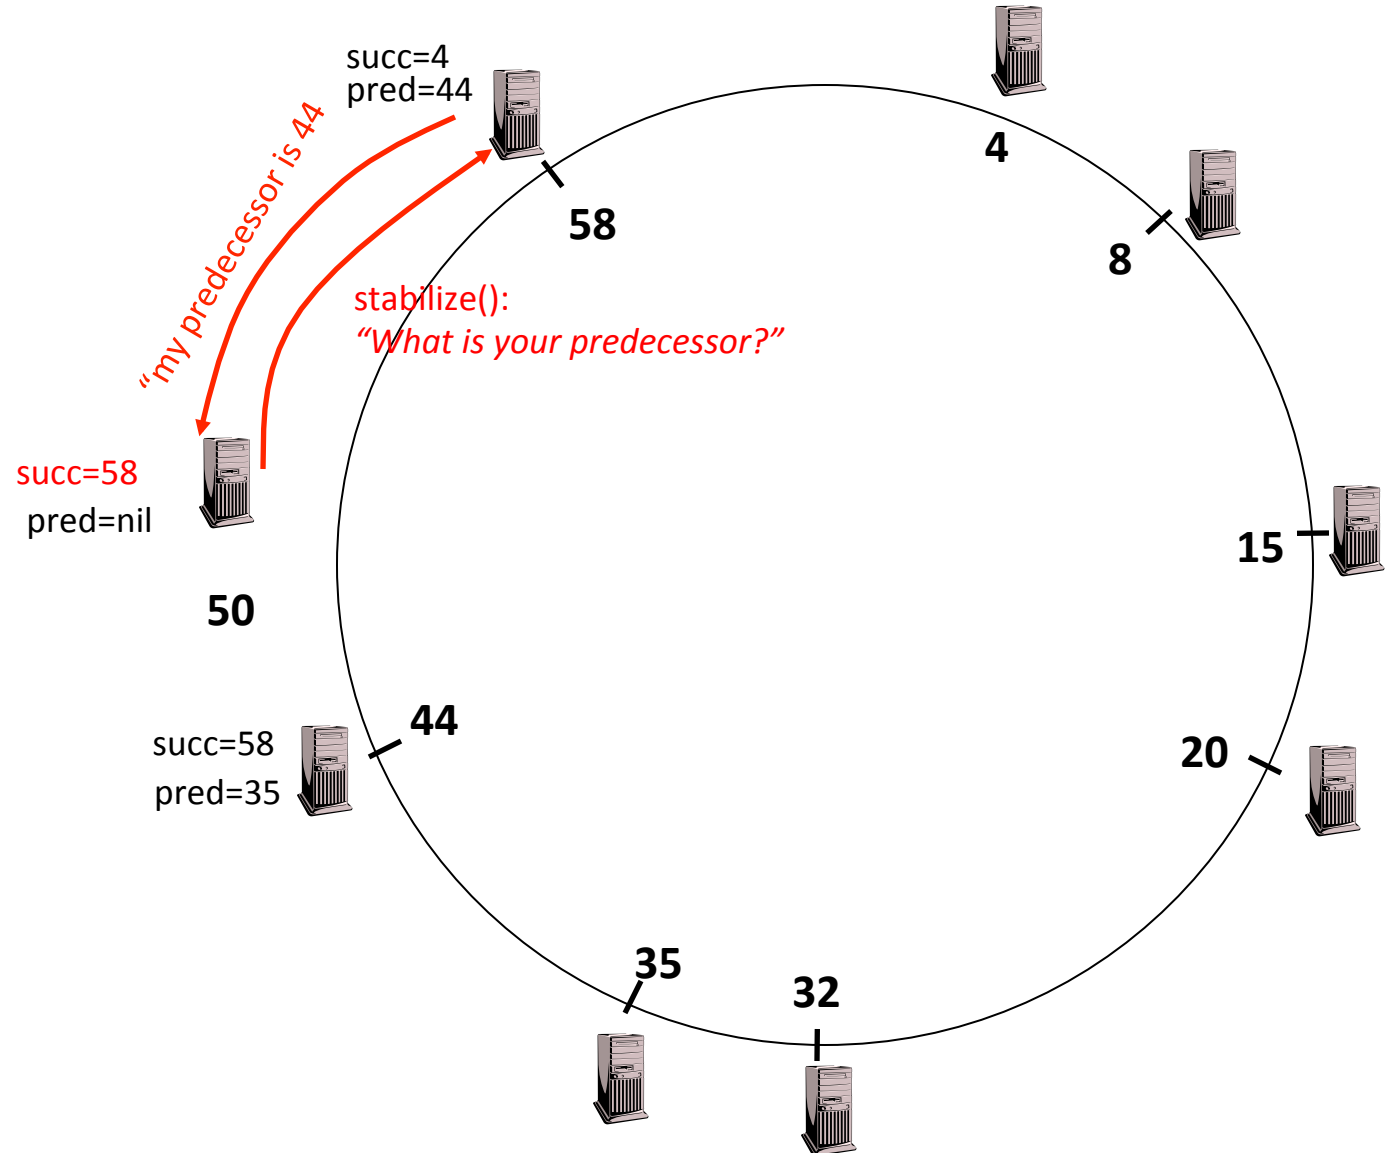 succ=4
pred=44
4
“my predecessor is 44
58
8
stabilize():
“What is your predecessor?”
succ=58
pred=nil
15
50
44
succ=58
pred=35
20
35
32